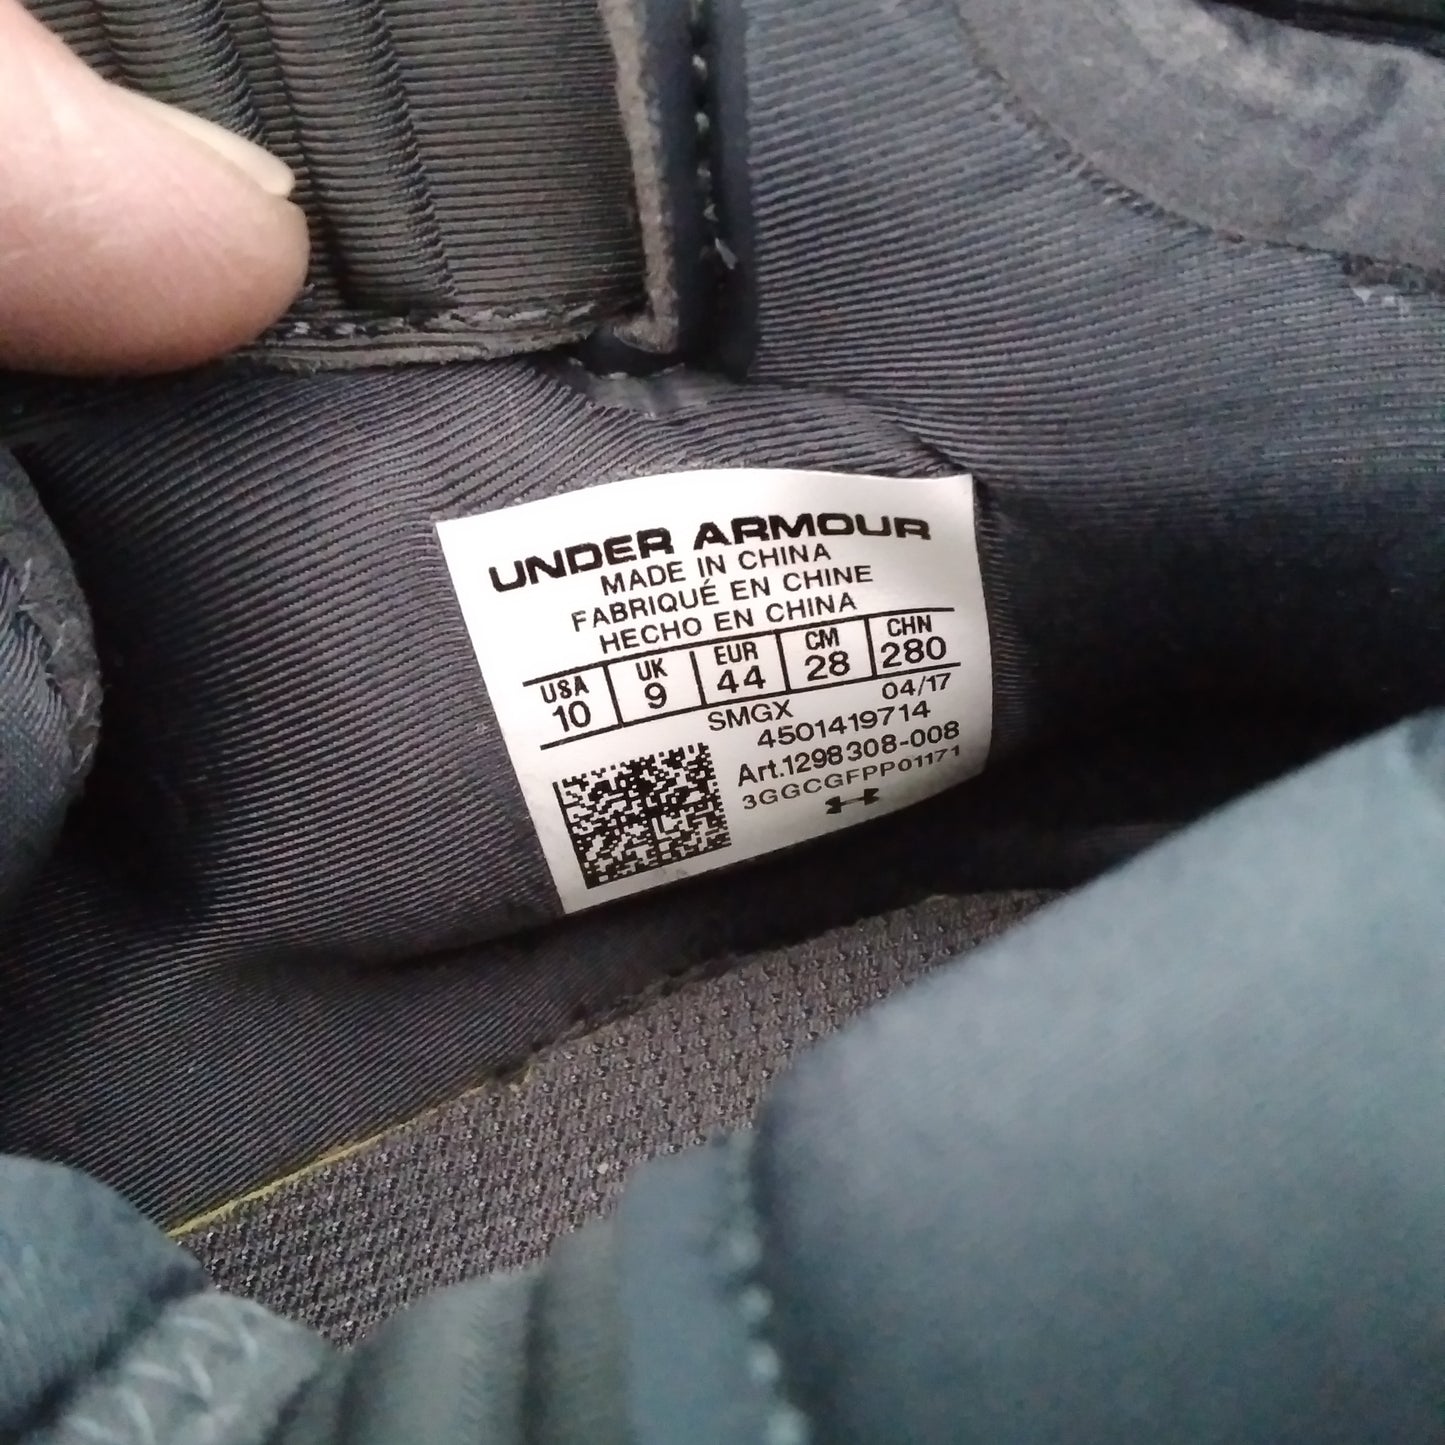 UNDER ARMOUR
MADE IN CHINA
FABRIQUÉ EN CHINE
HECHO EN CHINA
USA UK EUR CM CHN
10 9 44 28 280
SMGX 04/17
4501419714
Art.1298308-008
3GGCGFPP01171